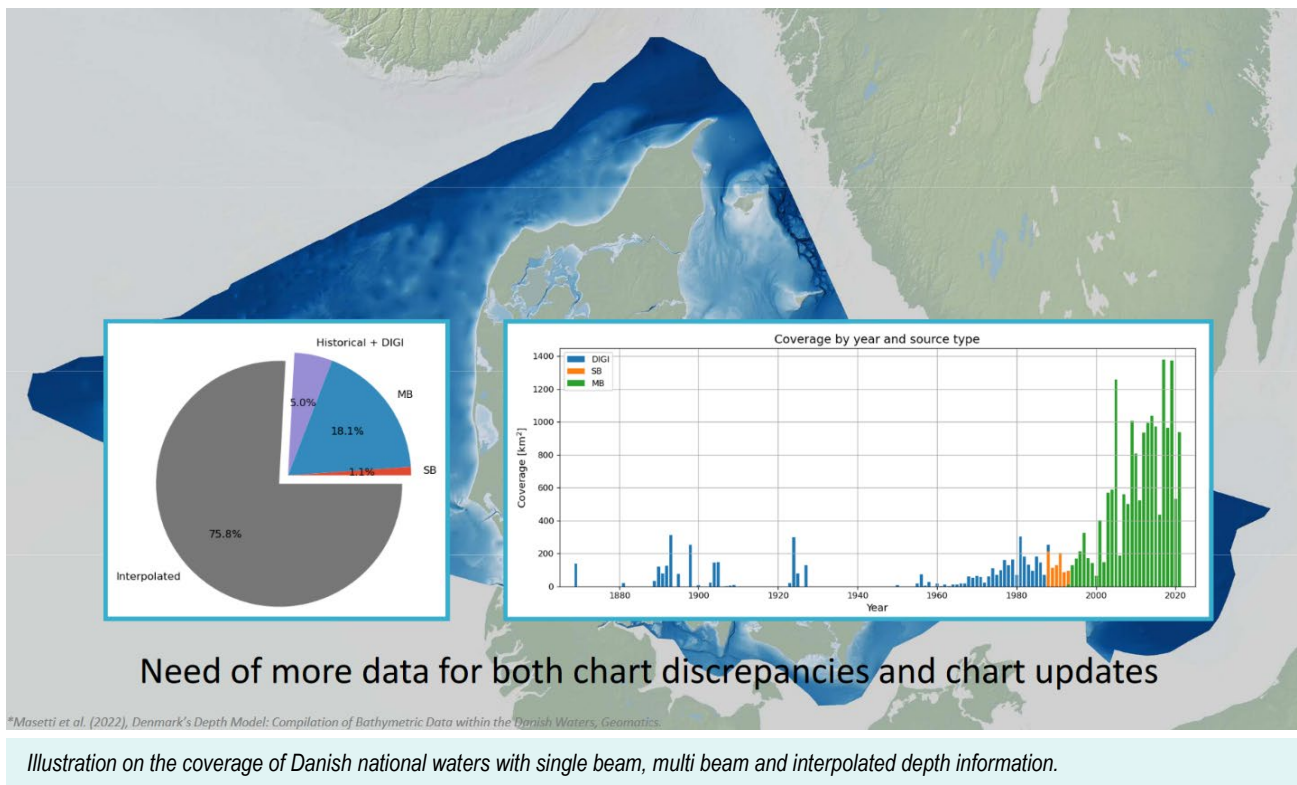 Historical + DIGI
MB
SB
5.0%
18.1%
1.1%
75.8%
Interpolated
Coverage by year and source type
DIGI
SB
MB
Coverage [km²]
1400
1200
1000
800
600
400
200
0
1880
1900
1920
1940
1960
1980
2000
2020
Year
Need of more data for both chart discrepancies and chart updates
*Masetti et al. (2022), Denmark's Depth Model: Compilation of Bathymetric Data within the Danish Waters, Geomatics.
Illustration on the coverage of Danish national waters with single beam, multi beam and interpolated depth information.